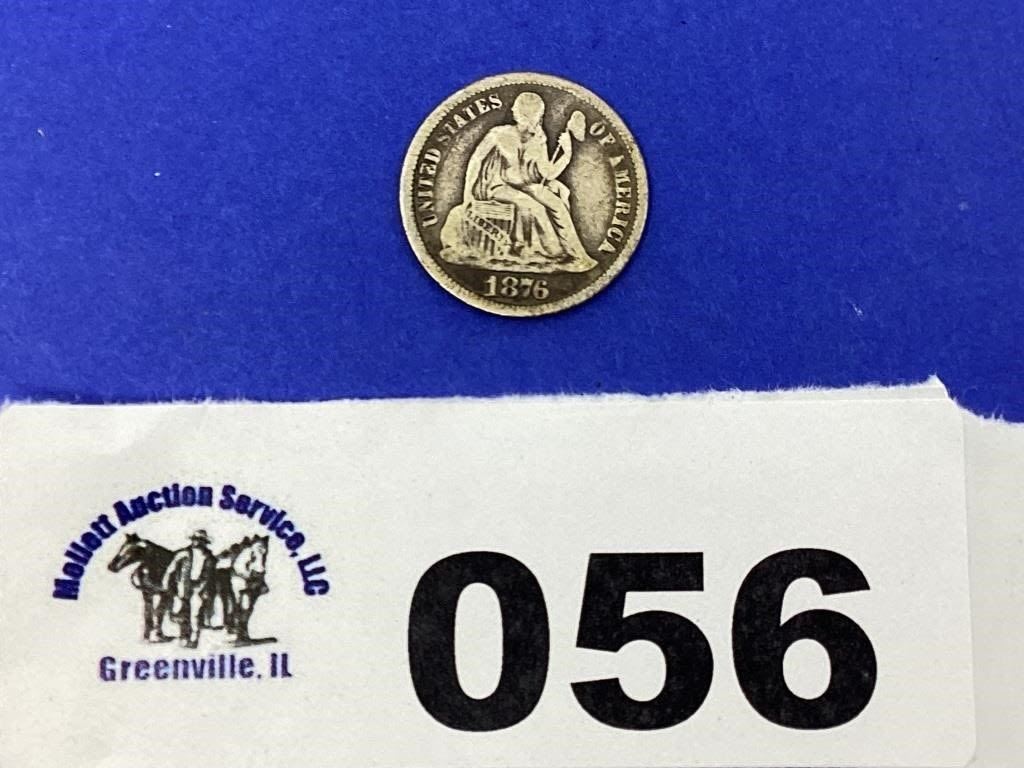 UNITED STATES OF AMERICA
LIBERTY
1876
Mollett Auction Service, LLC
Greenville, IL
056